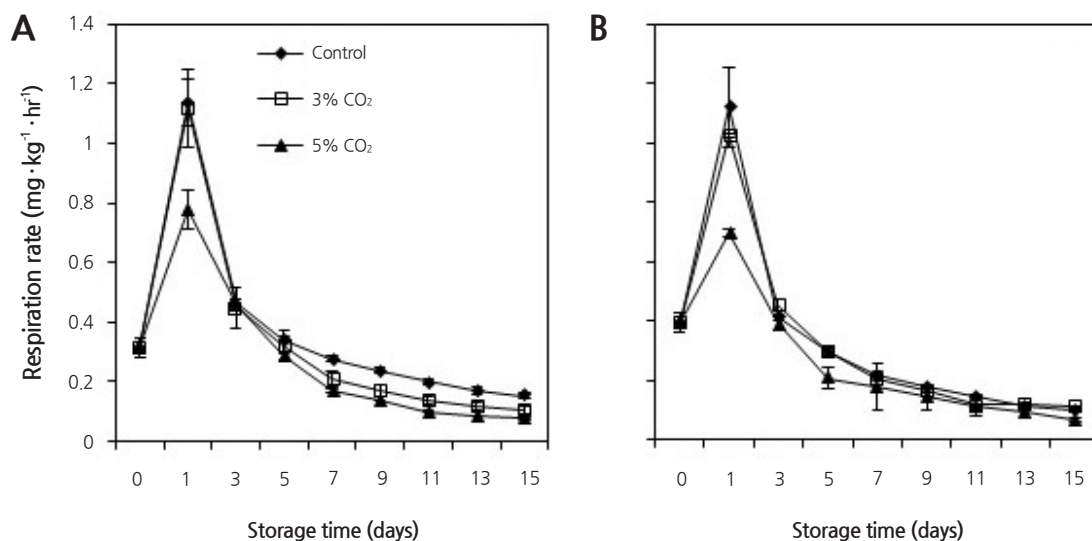 A
B
Respiration rate (mg·kg⁻¹·hr⁻¹)
1.4
1.2
1
0.8
0.6
0.4
0.2
0
Control
3% CO₂
5% CO₂
0 1 3 5 7 9 11 13 15
Storage time (days)
0 1 3 5 7 9 11 13 15
Storage time (days)